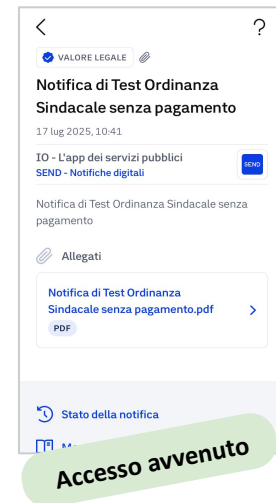 ?
VALORE LEGALE
Notifica di Test Ordinanza
Sindacale senza pagamento
17 lug 2025, 10:41
IO - L'app dei servizi pubblici
SEND - Notifiche digitali
SEND
Notifica di Test Ordinanza Sindacale senza
pagamento
Allegati
Notifica di Test Ordinanza
Sindacale senza pagamento.pdf
PDF
Stato della notifica
Accesso avvenuto